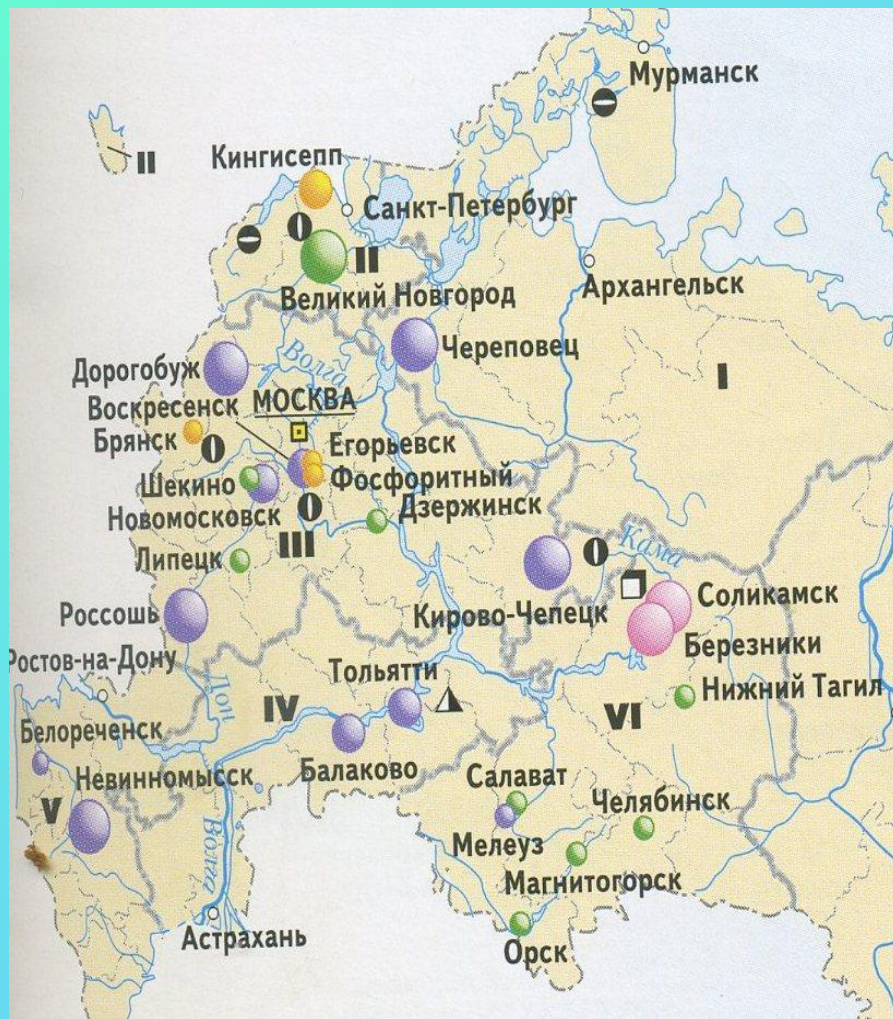 Мурманск
II
Кингисепп
Санкт-Петербург
II
Великий Новгород
Архангельск
Череповец
I
Дорогобуж
Волга
Воскресенск
МОСКВА
Брянск
Егорьевск
Фосфоритный
Щекино
Новомосковск
Дзержинск
III
Липецк
Кама
Россошь
Кирово-Чепецк
Соликамск
Березники
Ростов-на-Дону
Тольятти
Нижний Тагил
Дон
IV
VI
Белореченск
Невинномысск
Балаково
Салават
Челябинск
V
Волга
Мелеуз
Магнитогорск
Астрахань
Орск